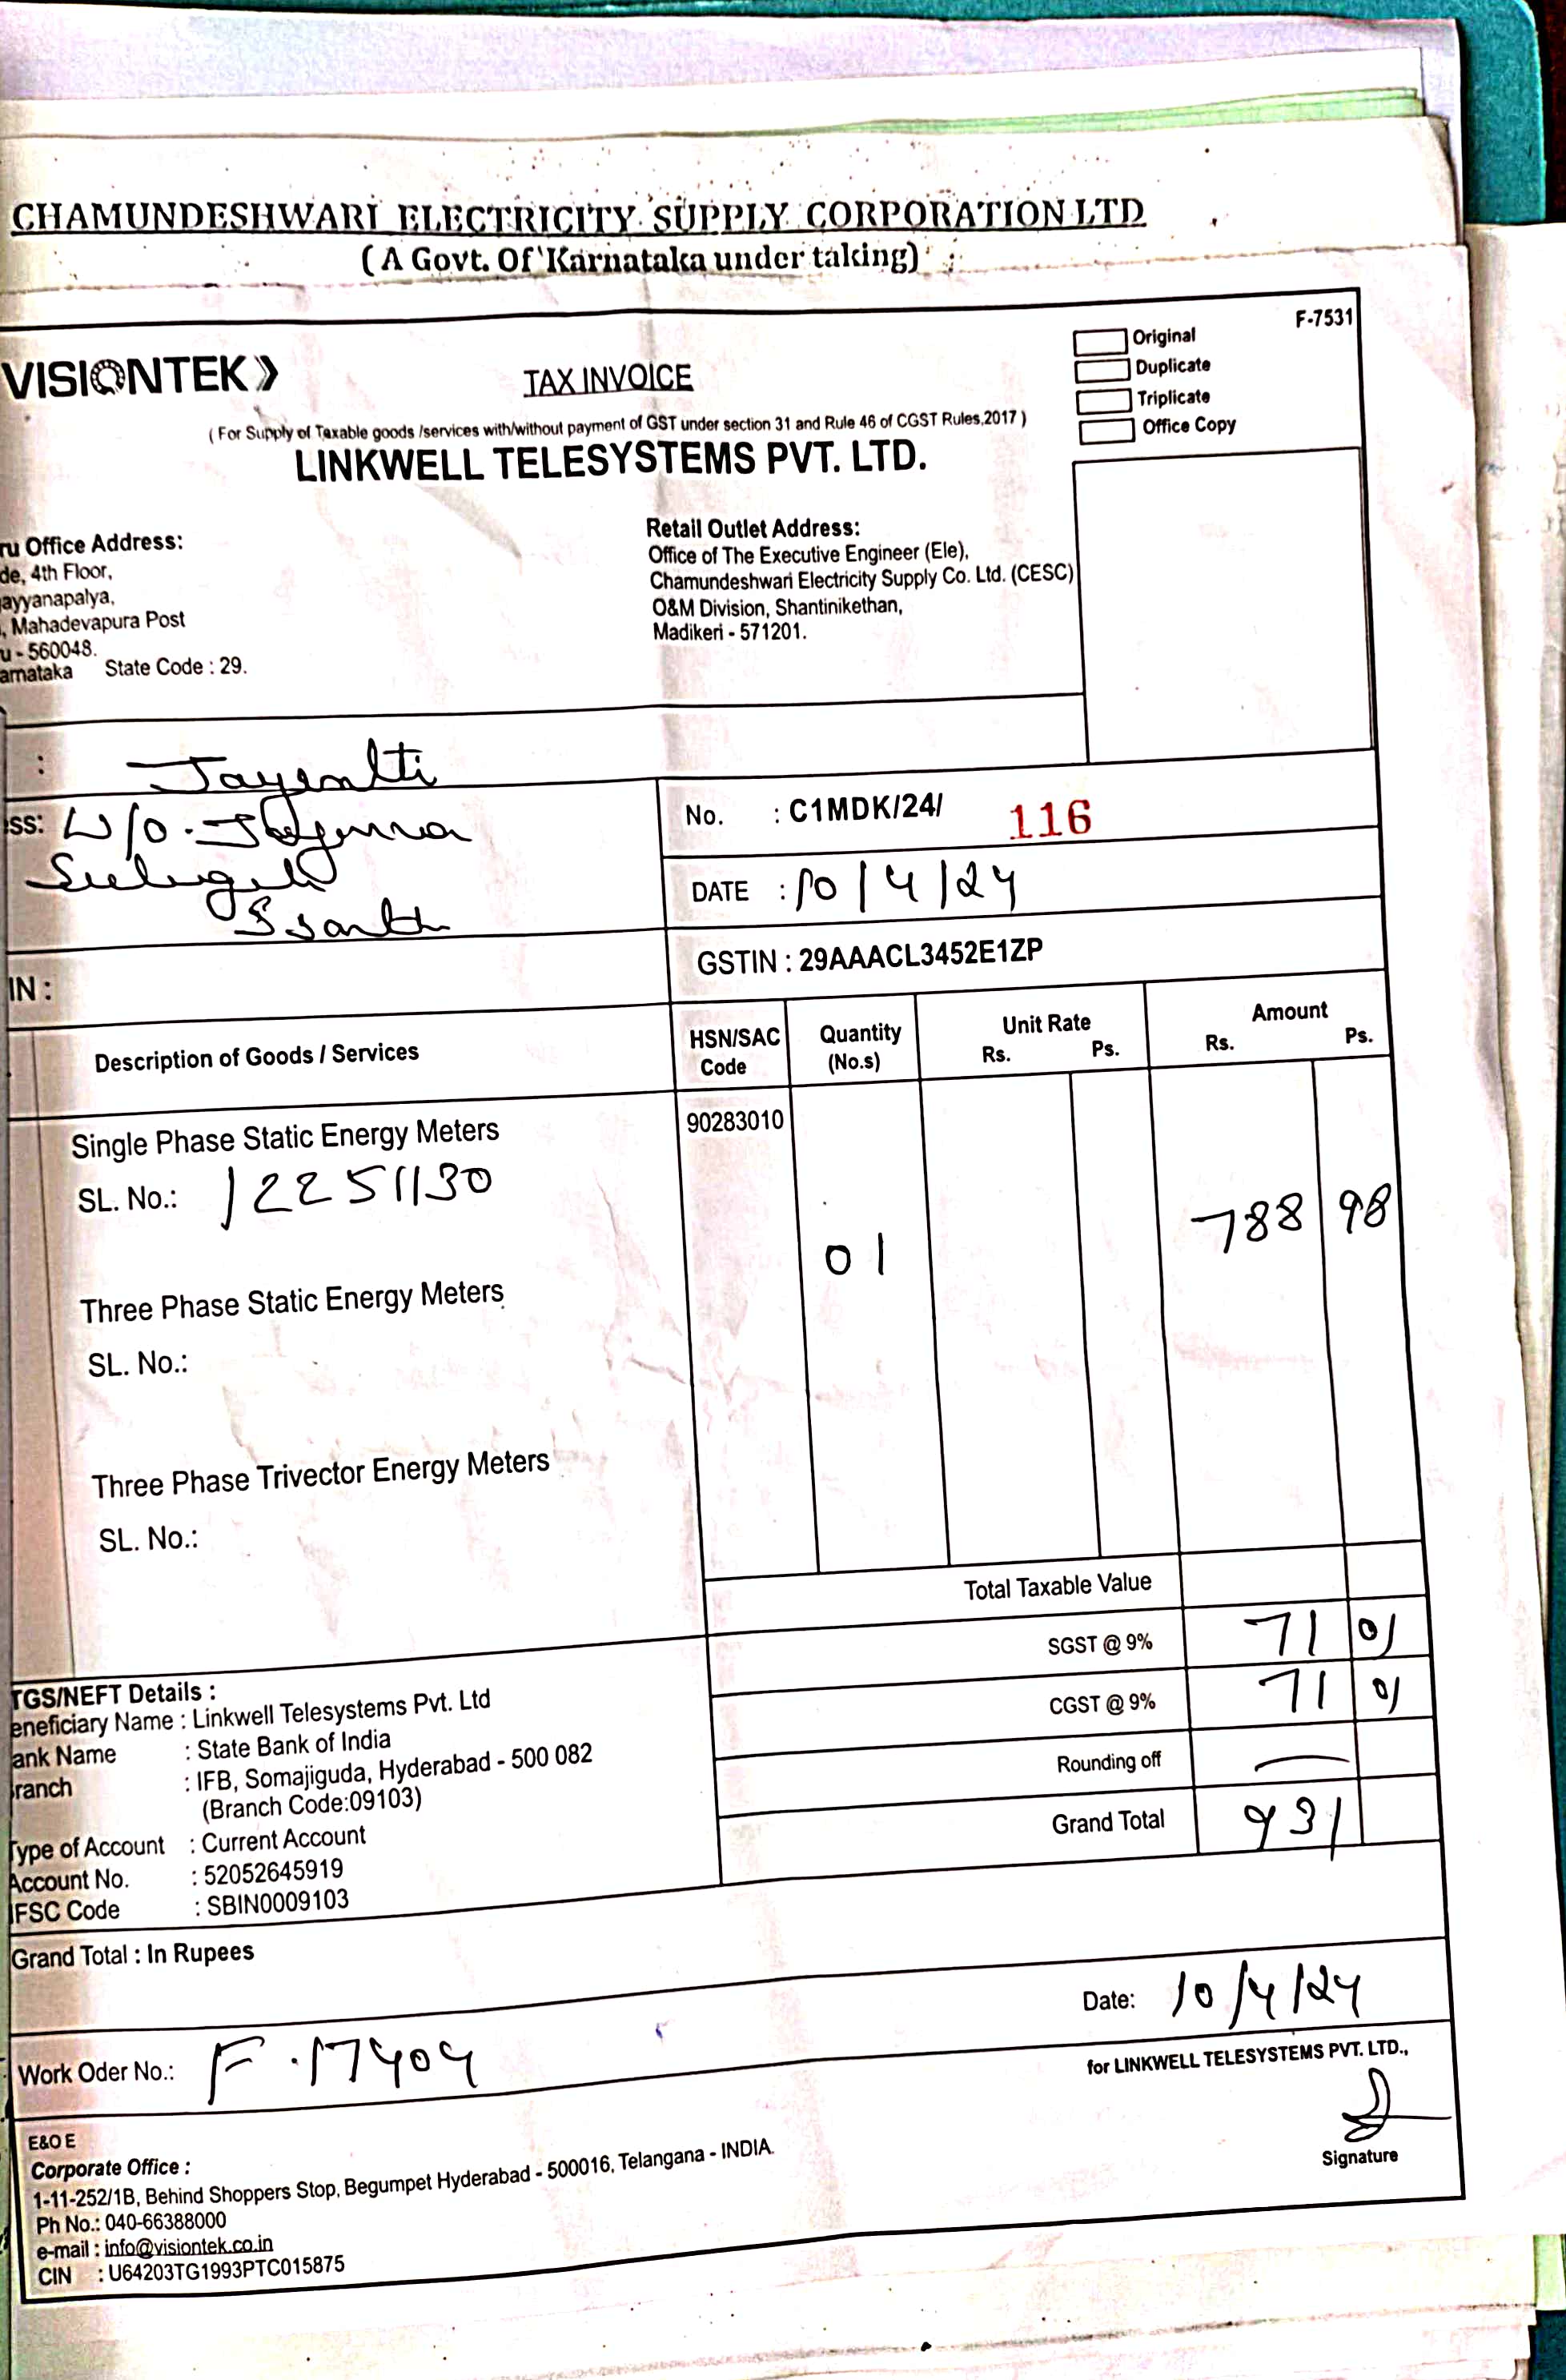 CHAMUNDESHWARI ELECTRICITY SUPPLY CORPORATION LTD
(A Govt. Of Karnataka under taking)
F-7531
VISIONTEK
TAX INVOICE
Original
Duplicate
Triplicate
Office Copy
( For Supply of Taxable goods /services with/without payment of GST under section 31 and Rule 46 of CGST Rules,2017 )
LINKWELL TELESYSTEMS PVT. LTD.
ru Office Address:
de, 4th Floor,
ayyanapalya,
, Mahadevapura Post
u - 560048.
arnataka State Code : 29.
Retail Outlet Address:
Office of The Executive Engineer (Ele),
Chamundeshwari Electricity Supply Co. Ltd. (CESC)
O&M Division, Shantinikethan,
Madikeri - 571201.
:
ss: W/O.
No. : C1MDK/24/ 116
DATE : 10/4/24
GSTIN : 29AAACL3452E1ZP
IN :
Description of Goods / Services
HSN/SAC Code
Quantity (No.s)
Unit Rate Rs. Ps.
Amount Rs. Ps.
Single Phase Static Energy Meters 90283010
SL. No.: 12251130
01 788 98
Three Phase Static Energy Meters
SL. No.:
Three Phase Trivector Energy Meters
SL. No.:
Total Taxable Value
SGST @ 9% 71 01
CGST @ 9% 71 01
Rounding off —
Grand Total 931
TGS/NEFT Details :
eneficiary Name : Linkwell Telesystems Pvt. Ltd
ank Name : State Bank of India
ranch : IFB, Somajiguda, Hyderabad - 500 082
(Branch Code:09103)
Type of Account : Current Account
Account No. : 52052645919
IFSC Code : SBIN0009103
Grand Total : In Rupees
Date: 10/4/24
Work Oder No.: F.17404
for LINKWELL TELESYSTEMS PVT. LTD.,
Signature
E&O E
Corporate Office :
1-11-252/1B, Behind Shoppers Stop, Begumpet Hyderabad - 500016, Telangana - INDIA.
Ph No.: 040-66388000
e-mail : info@visiontek.co.in
CIN : U64203TG1993PTC015875